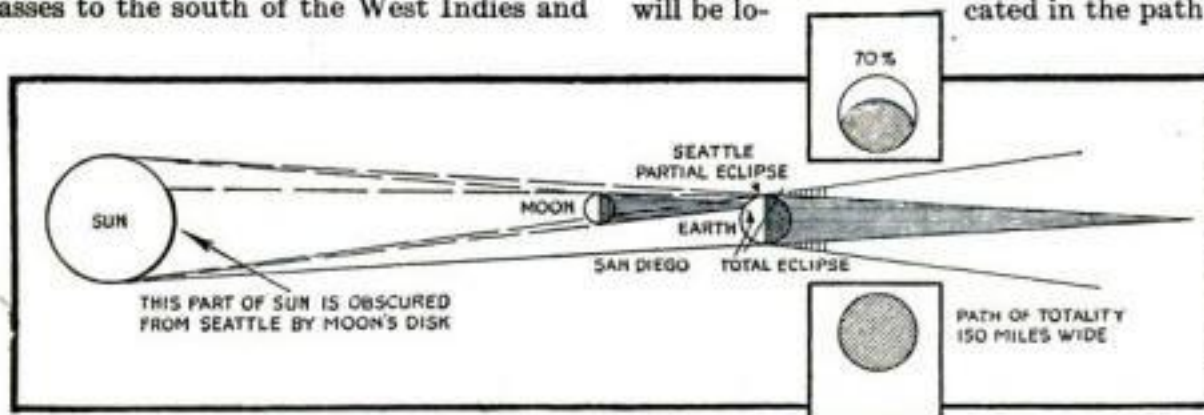 asses to the south of the West Indies and
will be lo-
cated in the path
70%
SEATTLE
PARTIAL ECLIPSE
MOON
SUN
EARTH
SAN DIEGO
TOTAL ECLIPSE
THIS PART OF SUN IS OBSCURED
FROM SEATTLE BY MOON'S DISK
PATH OF TOTALITY
150 MILES WIDE